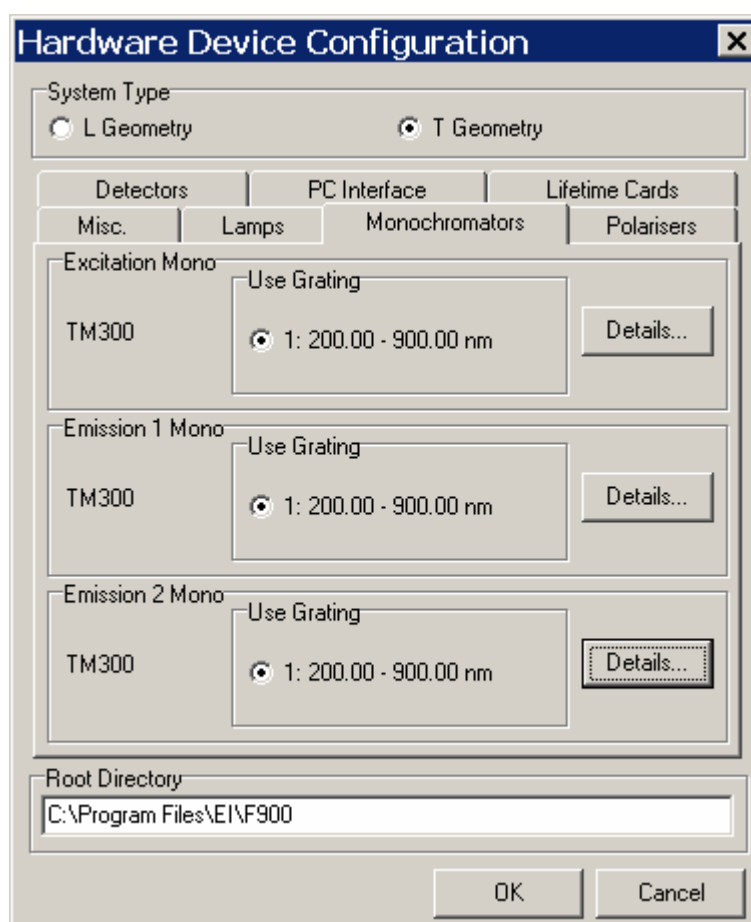 Hardware Device Configuration
System Type
L Geometry T Geometry
Detectors PC Interface Lifetime Cards
Misc. Lamps Monochromators Polarisers
Excitation Mono
Use Grating
TM300 1: 200.00 - 900.00 nm Details...
Emission 1 Mono
Use Grating
TM300 1: 200.00 - 900.00 nm Details...
Emission 2 Mono
Use Grating
TM300 1: 200.00 - 900.00 nm Details...
Root Directory
C:\Program Files\EI\F900
OK Cancel